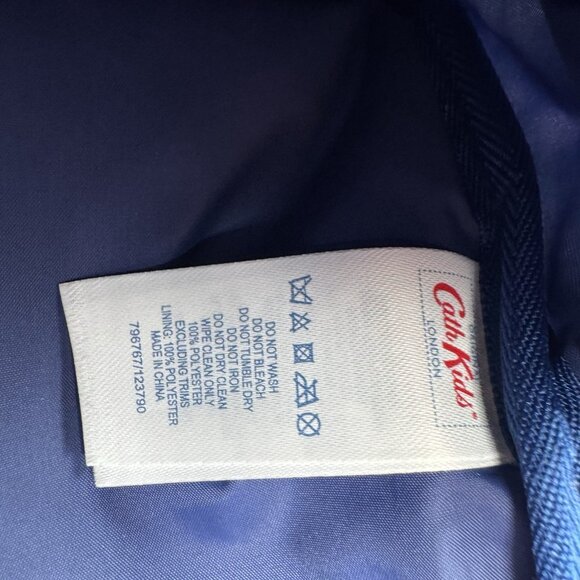 Cath Kids™
LONDON
DO NOT WASH
DO NOT BLEACH
DO NOT TUMBLE DRY
DO NOT IRON
DO NOT DRY CLEAN
WIPE CLEAN ONLY
100% POLYESTER
EXCLUDING TRIMS
LINING: 100% POLYESTER
MADE IN CHINA
796767/123790